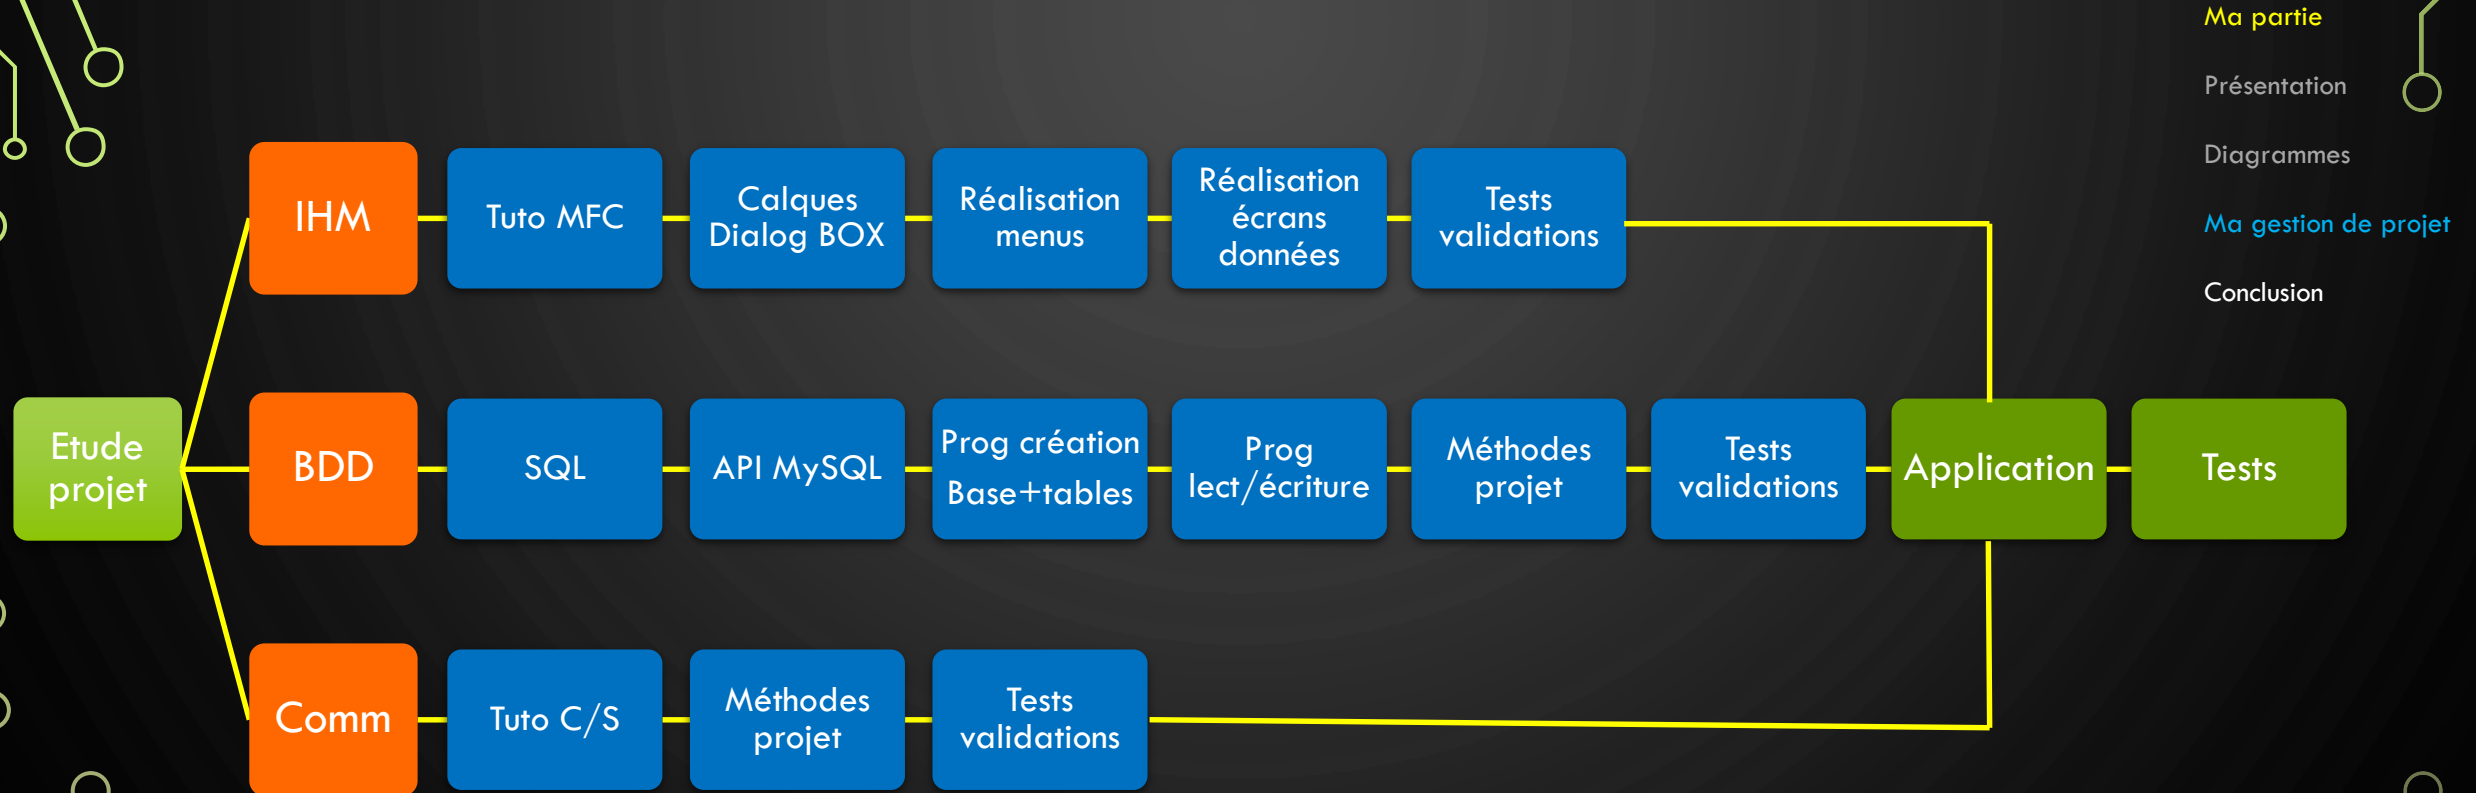 Ma partie
Présentation
Diagrammes
Ma gestion de projet
Conclusion
IHM
Tuto MFC
Calques
Dialog BOX
Réalisation
menus
Réalisation
écrans
données
Tests
validations
Etude
projet
BDD
SQL
API MySQL
Prog création
Base+tables
Prog
lect/écriture
Méthodes
projet
Tests
validations
Application
Tests
Comm
Tuto C/S
Méthodes
projet
Tests
validations